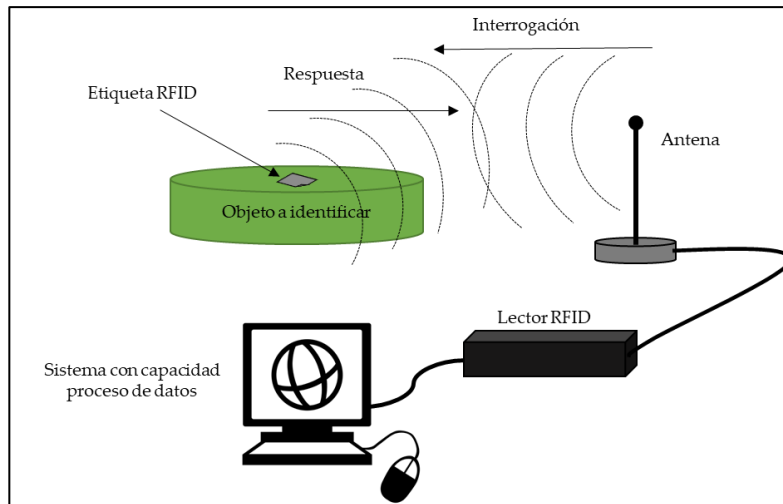 Interrogación
Respuesta
Etiqueta RFID
Antena
Objeto a identificar
Lector RFID
Sistema con capacidad
proceso de datos